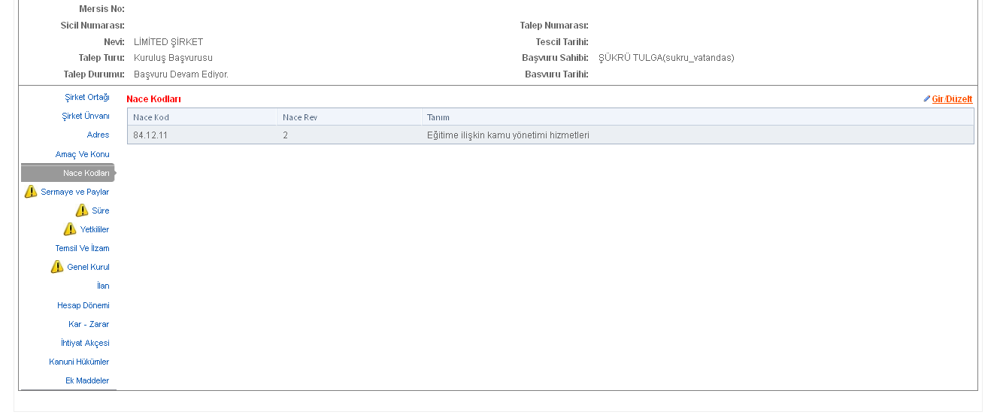 Mersis No:
Sicil Numarası: Talep Numarası:
Nevi: LİMİTED ŞİRKET Tescil Tarihi:
Talep Turu: Kuruluş Başvurusu Başvuru Sahibi: ŞÜKRÜ TULGA(sukru_vatandas)
Talep Durumu: Başvuru Devam Ediyor. Basvuru Tarihi:
Şirket Ortağı
Şirket Ünvanı
Adres
Amaç Ve Konu
Nace Kodları
Sermaye ve Paylar
Süre
Yetkililer
Temsil Ve İlzam
Genel Kurul
İlan
Hesap Dönemi
Kar - Zarar
İhtiyat Akçesi
Kanuni Hükümler
Ek Maddeler
Nace Kodları Gir/Düzelt
Nace Kod Nace Rev Tanım
84.12.11 2 Eğitime ilişkin kamu yönetimi hizmetleri